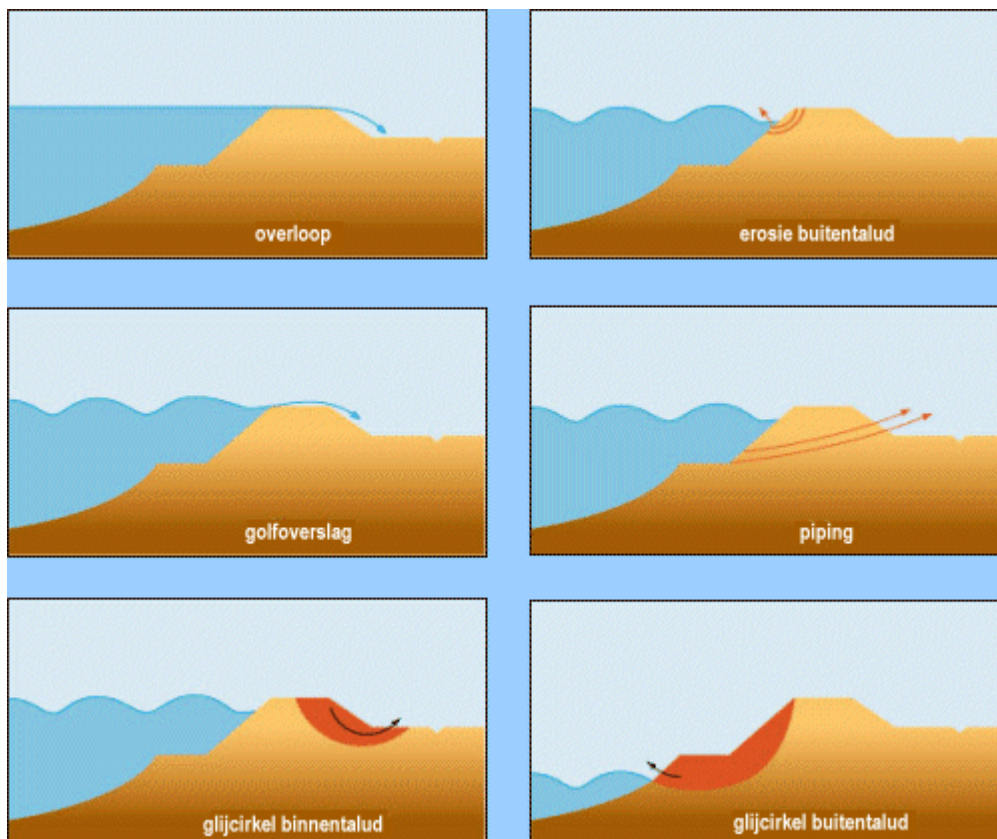 overloop
erosie buitentalud
golfoverslag
piping
glijcirkel binnentalud
glijcirkel buitentalud